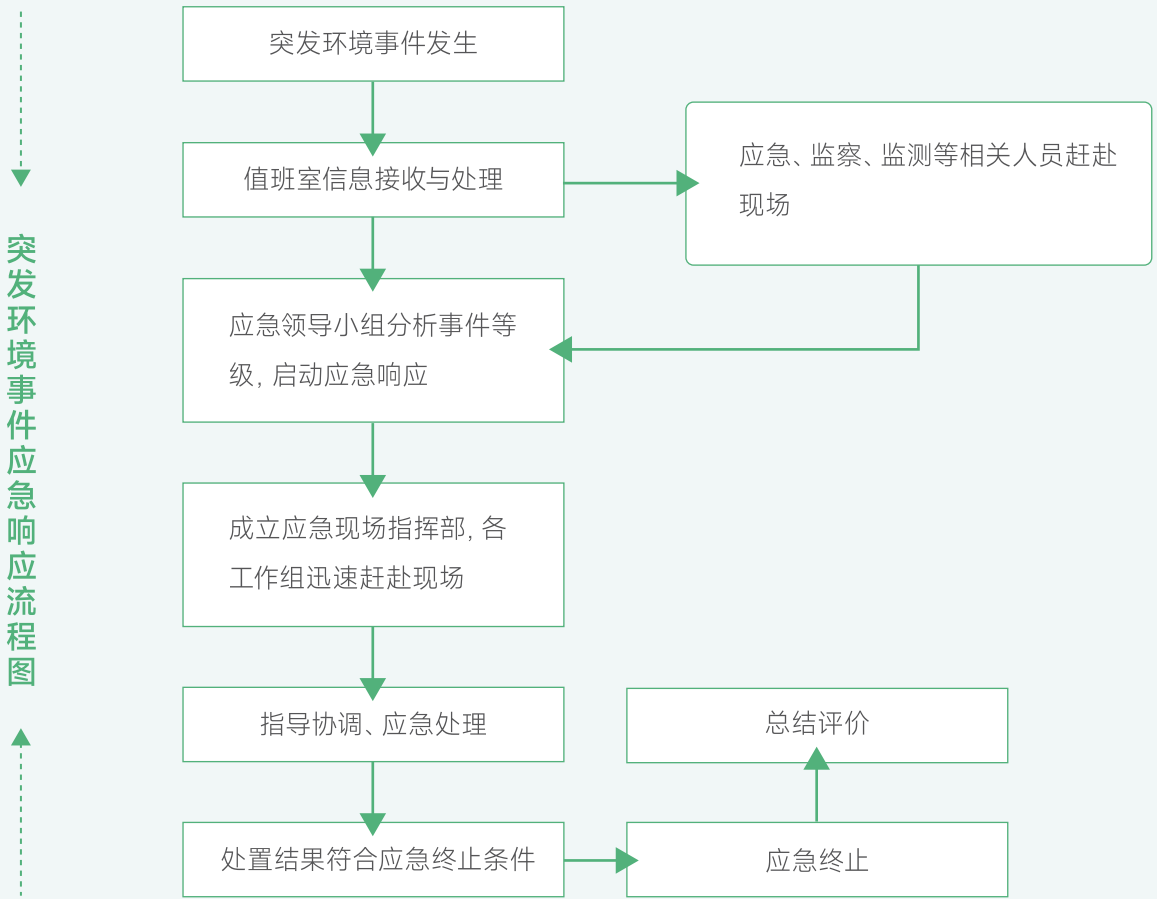 突发环境事件应急响应流程图
突发环境事件发生
值班室信息接收与处理
应急、监察、监测等相关人员赶赴
现场
应急领导小组分析事件等
级, 启动应急响应
成立应急现场指挥部, 各
工作组迅速赶赴现场
指导协调、应急处理
处置结果符合应急终止条件
应急终止
总结评价